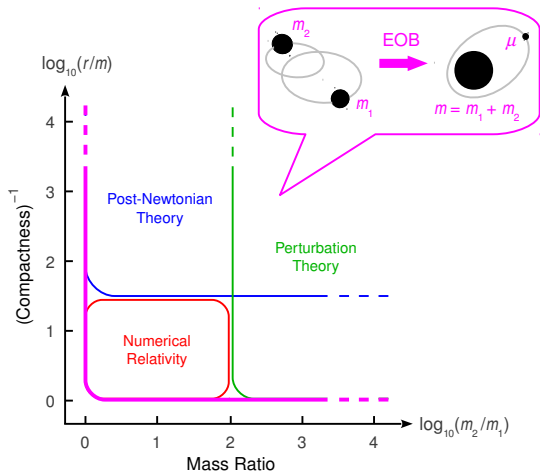 m₂
EOB
μ
m₁
m = m₁ + m₂
log₁₀(r/m)
(Compactness)⁻¹
4
3
2
1
0
Post-Newtonian
Theory
Perturbation
Theory
Numerical
Relativity
0 1 2 3 4
log₁₀(m₂/m₁)
Mass Ratio